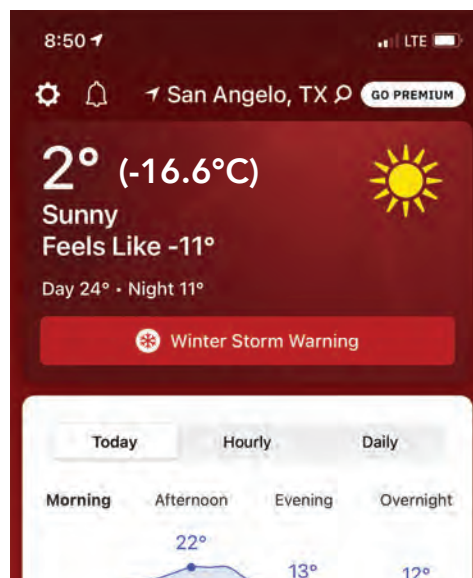 8:50 LTE
San Angelo, TX GO PREMIUM
2° (-16.6°C)
Sunny
Feels Like -11°
Day 24° • Night 11°
Winter Storm Warning
Today Hourly Daily
Morning Afternoon Evening Overnight
22°
13° 12°